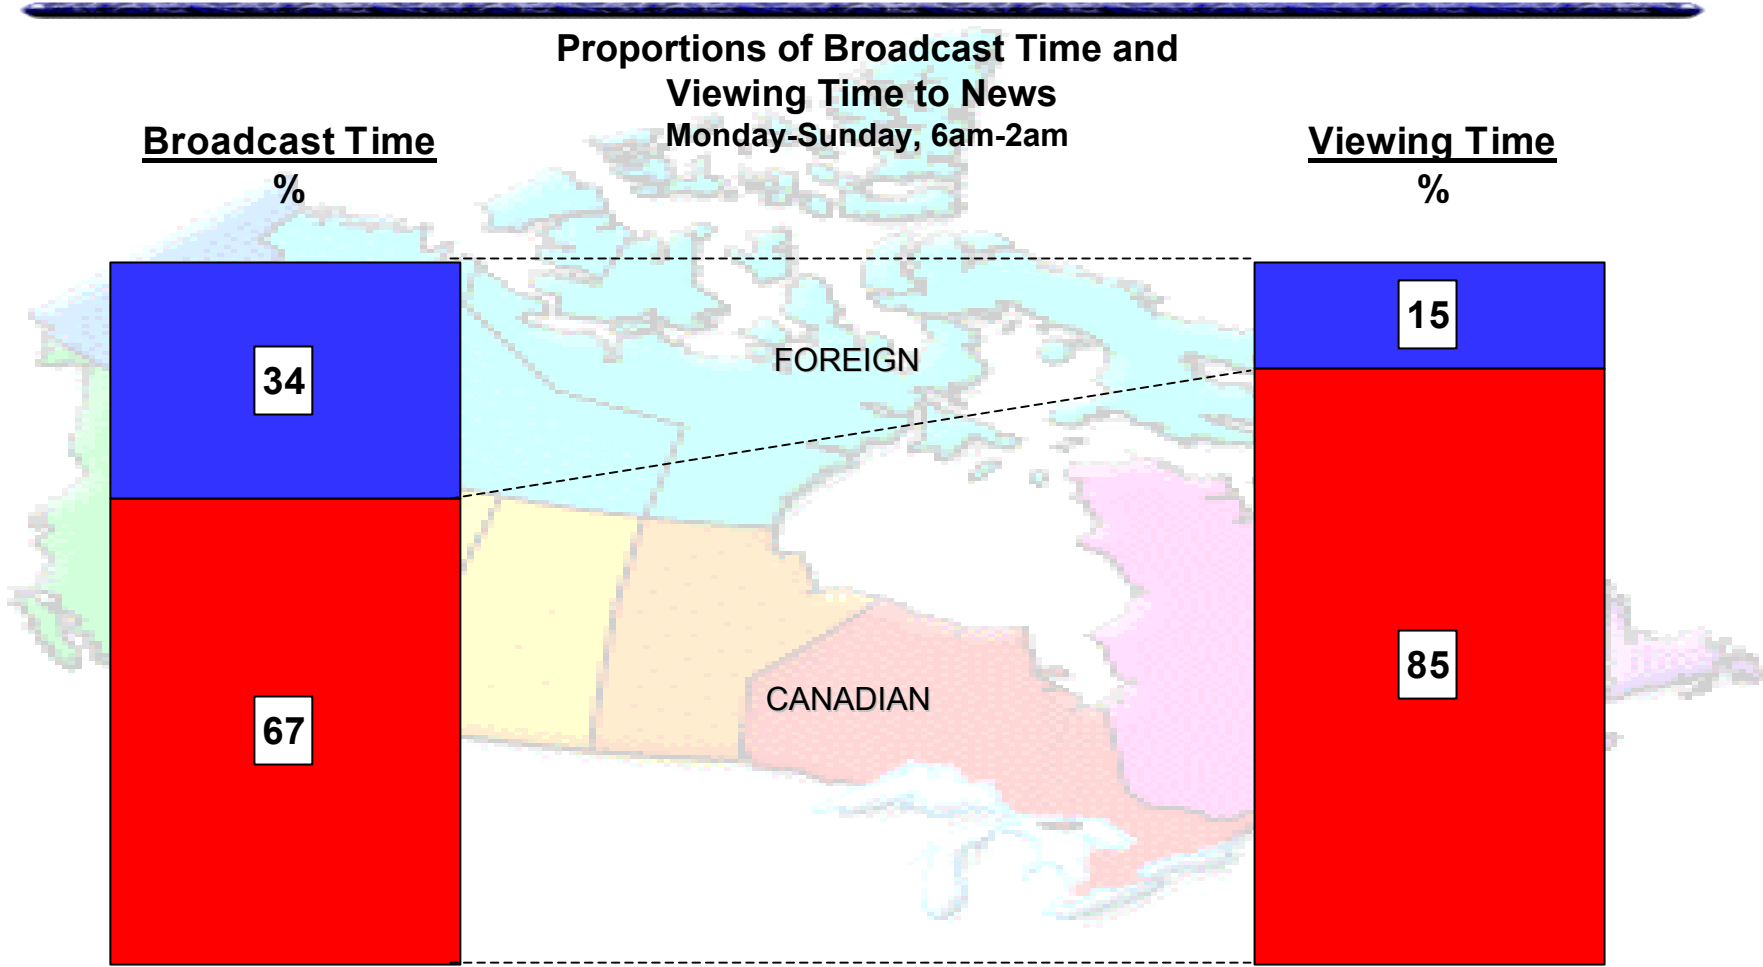 Proportions of Broadcast Time and
Viewing Time to News
Monday-Sunday, 6am-2am
Broadcast Time
%
Viewing Time
%
34
15
FOREIGN
67
85
CANADIAN